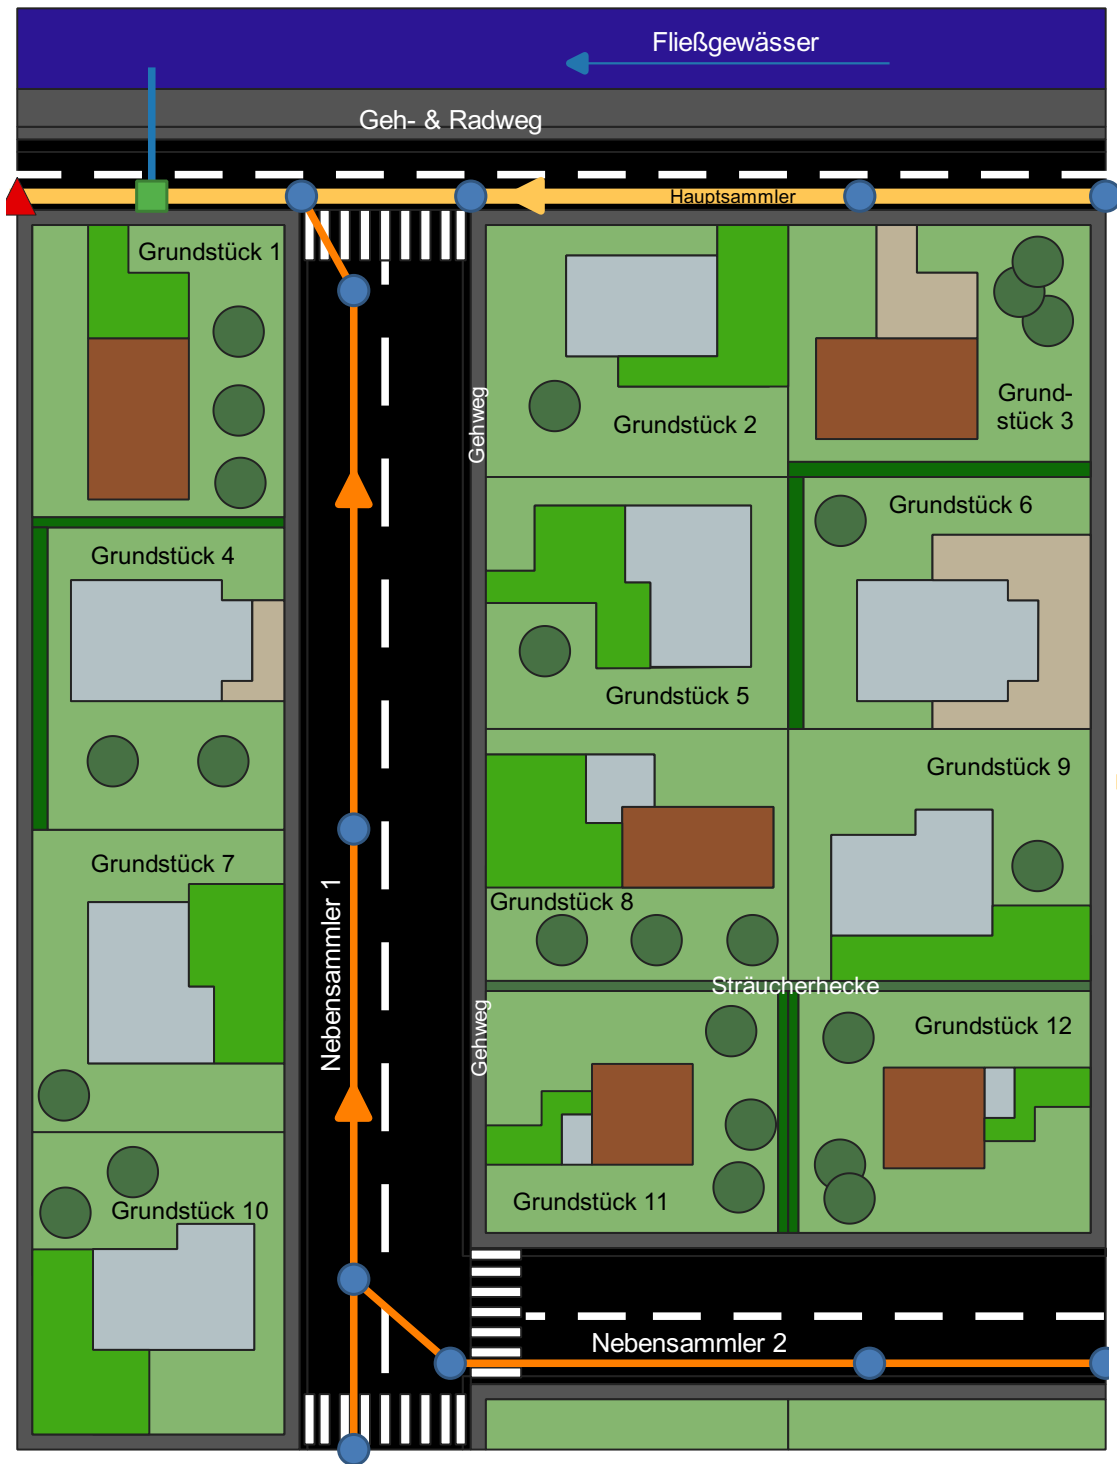 Fließgewässer
Geh- & Radweg
Hauptsammler
Grundstück 1
Gehweg
Grundstück 2
Grund-
stück 3
Grundstück 4
Grundstück 5
Grundstück 6
Grundstück 7
Nebensammler 1
Grundstück 8
Grundstück 9
Sträucherhecke
Gehweg
Grundstück 10
Grundstück 11
Grundstück 12
Nebensammler 2